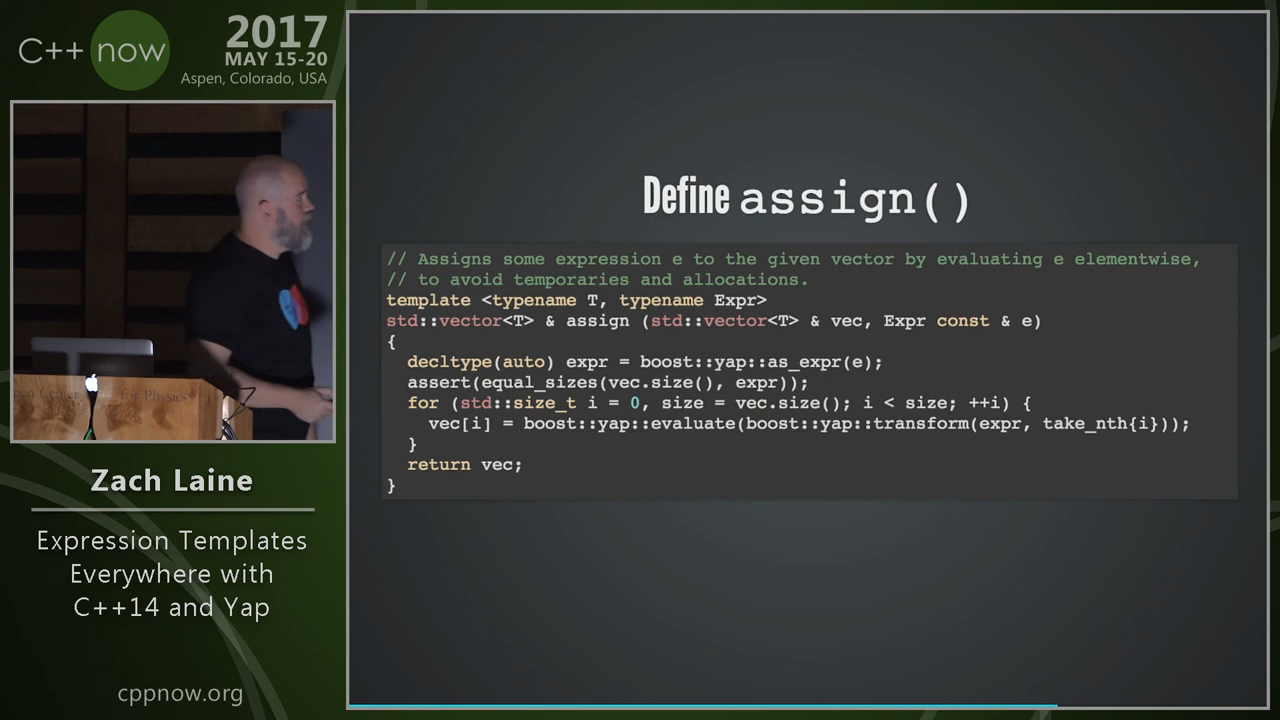 C++ now
2017
MAY 15-20
Aspen, Colorado, USA
Define assign()
// Assigns some expression e to the given vector by evaluating e elementwise,
// to avoid temporaries and allocations.
template <typename T, typename Expr>
std::vector<T> & assign (std::vector<T> & vec, Expr const & e)
{
  decltype(auto) expr = boost::yap::as_expr(e);
  assert(equal_sizes(vec.size(), expr));
  for (std::size_t i = 0, size = vec.size(); i < size; ++i) {
    vec[i] = boost::yap::evaluate(boost::yap::transform(expr, take_nth{i}));
  }
  return vec;
}
Center for Physics
Zach Laine
Expression Templates
Everywhere with
C++14 and Yap
cppnow.org